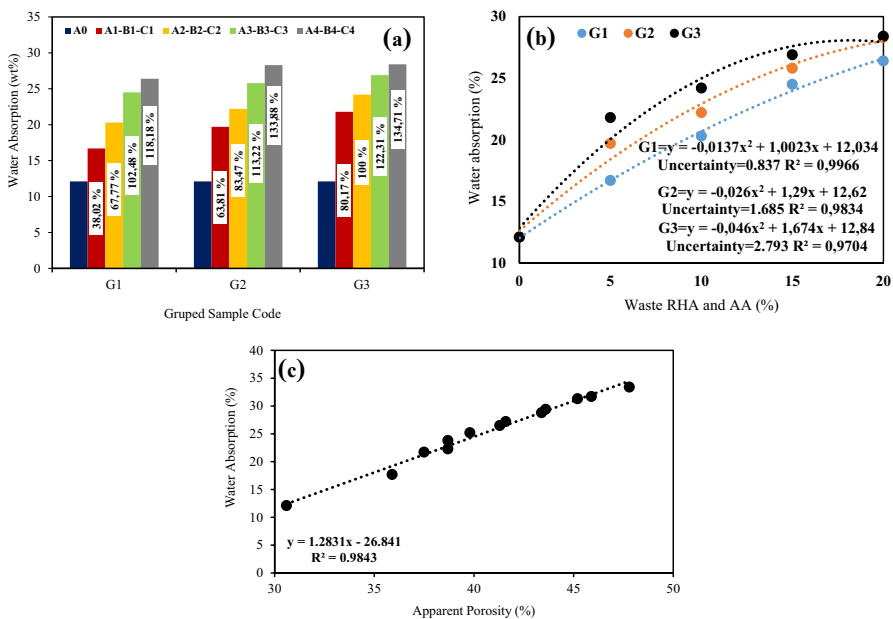 A0 A1-B1-C1 A2-B2-C2 A3-B3-C3 A4-B4-C4
(a)
Water Absorption (wt%)
35
30
25
20
15
10
5
0
38,02 %
67,77 %
102,48 %
118,18 %
63,81 %
83,47 %
113,22 %
133,88 %
80,17 %
100 %
122,31 %
134,71 %
G1 G2 G3
Gruped Sample Code
(b)
G1 G2 G3
Water absorption (%)
30
25
20
15
10
G1=y = -0,0137x² + 1,0023x + 12,034
Uncertainty=0.837 R² = 0,9966
G2=y = -0,026x² + 1,29x + 12,62
Uncertainty=1.685 R² = 0,9834
G3=y = -0,046x² + 1,674x + 12,84
Uncertainty=2.793 R² = 0,9704
0 5 10 15 20
Waste RHA and AA (%)
(c)
Water Absorption (%)
40
35
30
25
20
15
10
5
0
y = 1.2831x - 26.841
R² = 0.9843
30 35 40 45 50
Apparent Porosity (%)